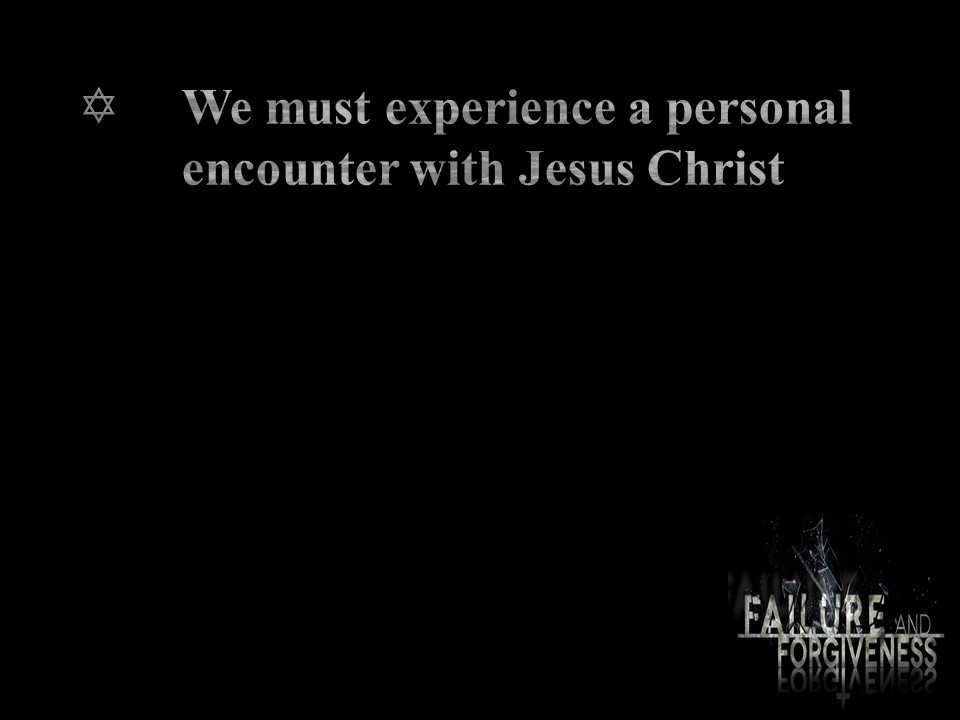 ✡ We must experience a personal
encounter with Jesus Christ
FAILURE AND
FORGIVENESS